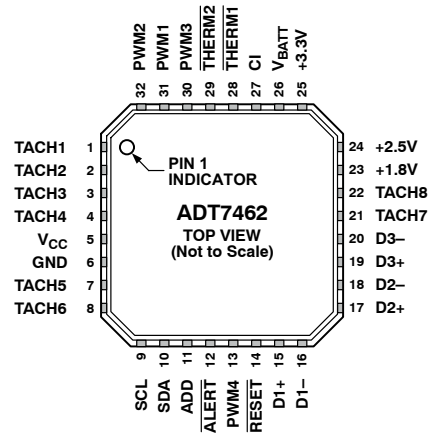 PWM2
PWM1
PWM3
THERM2
THERM1
CI
VBATT
+3.3V
32
31
30
29
28
27
26
25
TACH1 1
TACH2 2
TACH3 3
TACH4 4
VCC 5
GND 6
TACH5 7
TACH6 8
PIN 1
INDICATOR
ADT7462
TOP VIEW
(Not to Scale)
24 +2.5V
23 +1.8V
22 TACH8
21 TACH7
20 D3–
19 D3+
18 D2–
17 D2+
9
10
11
12
13
14
15
16
SCL
SDA
ADD
ALERT
PWM4
RESET
D1+
D1–